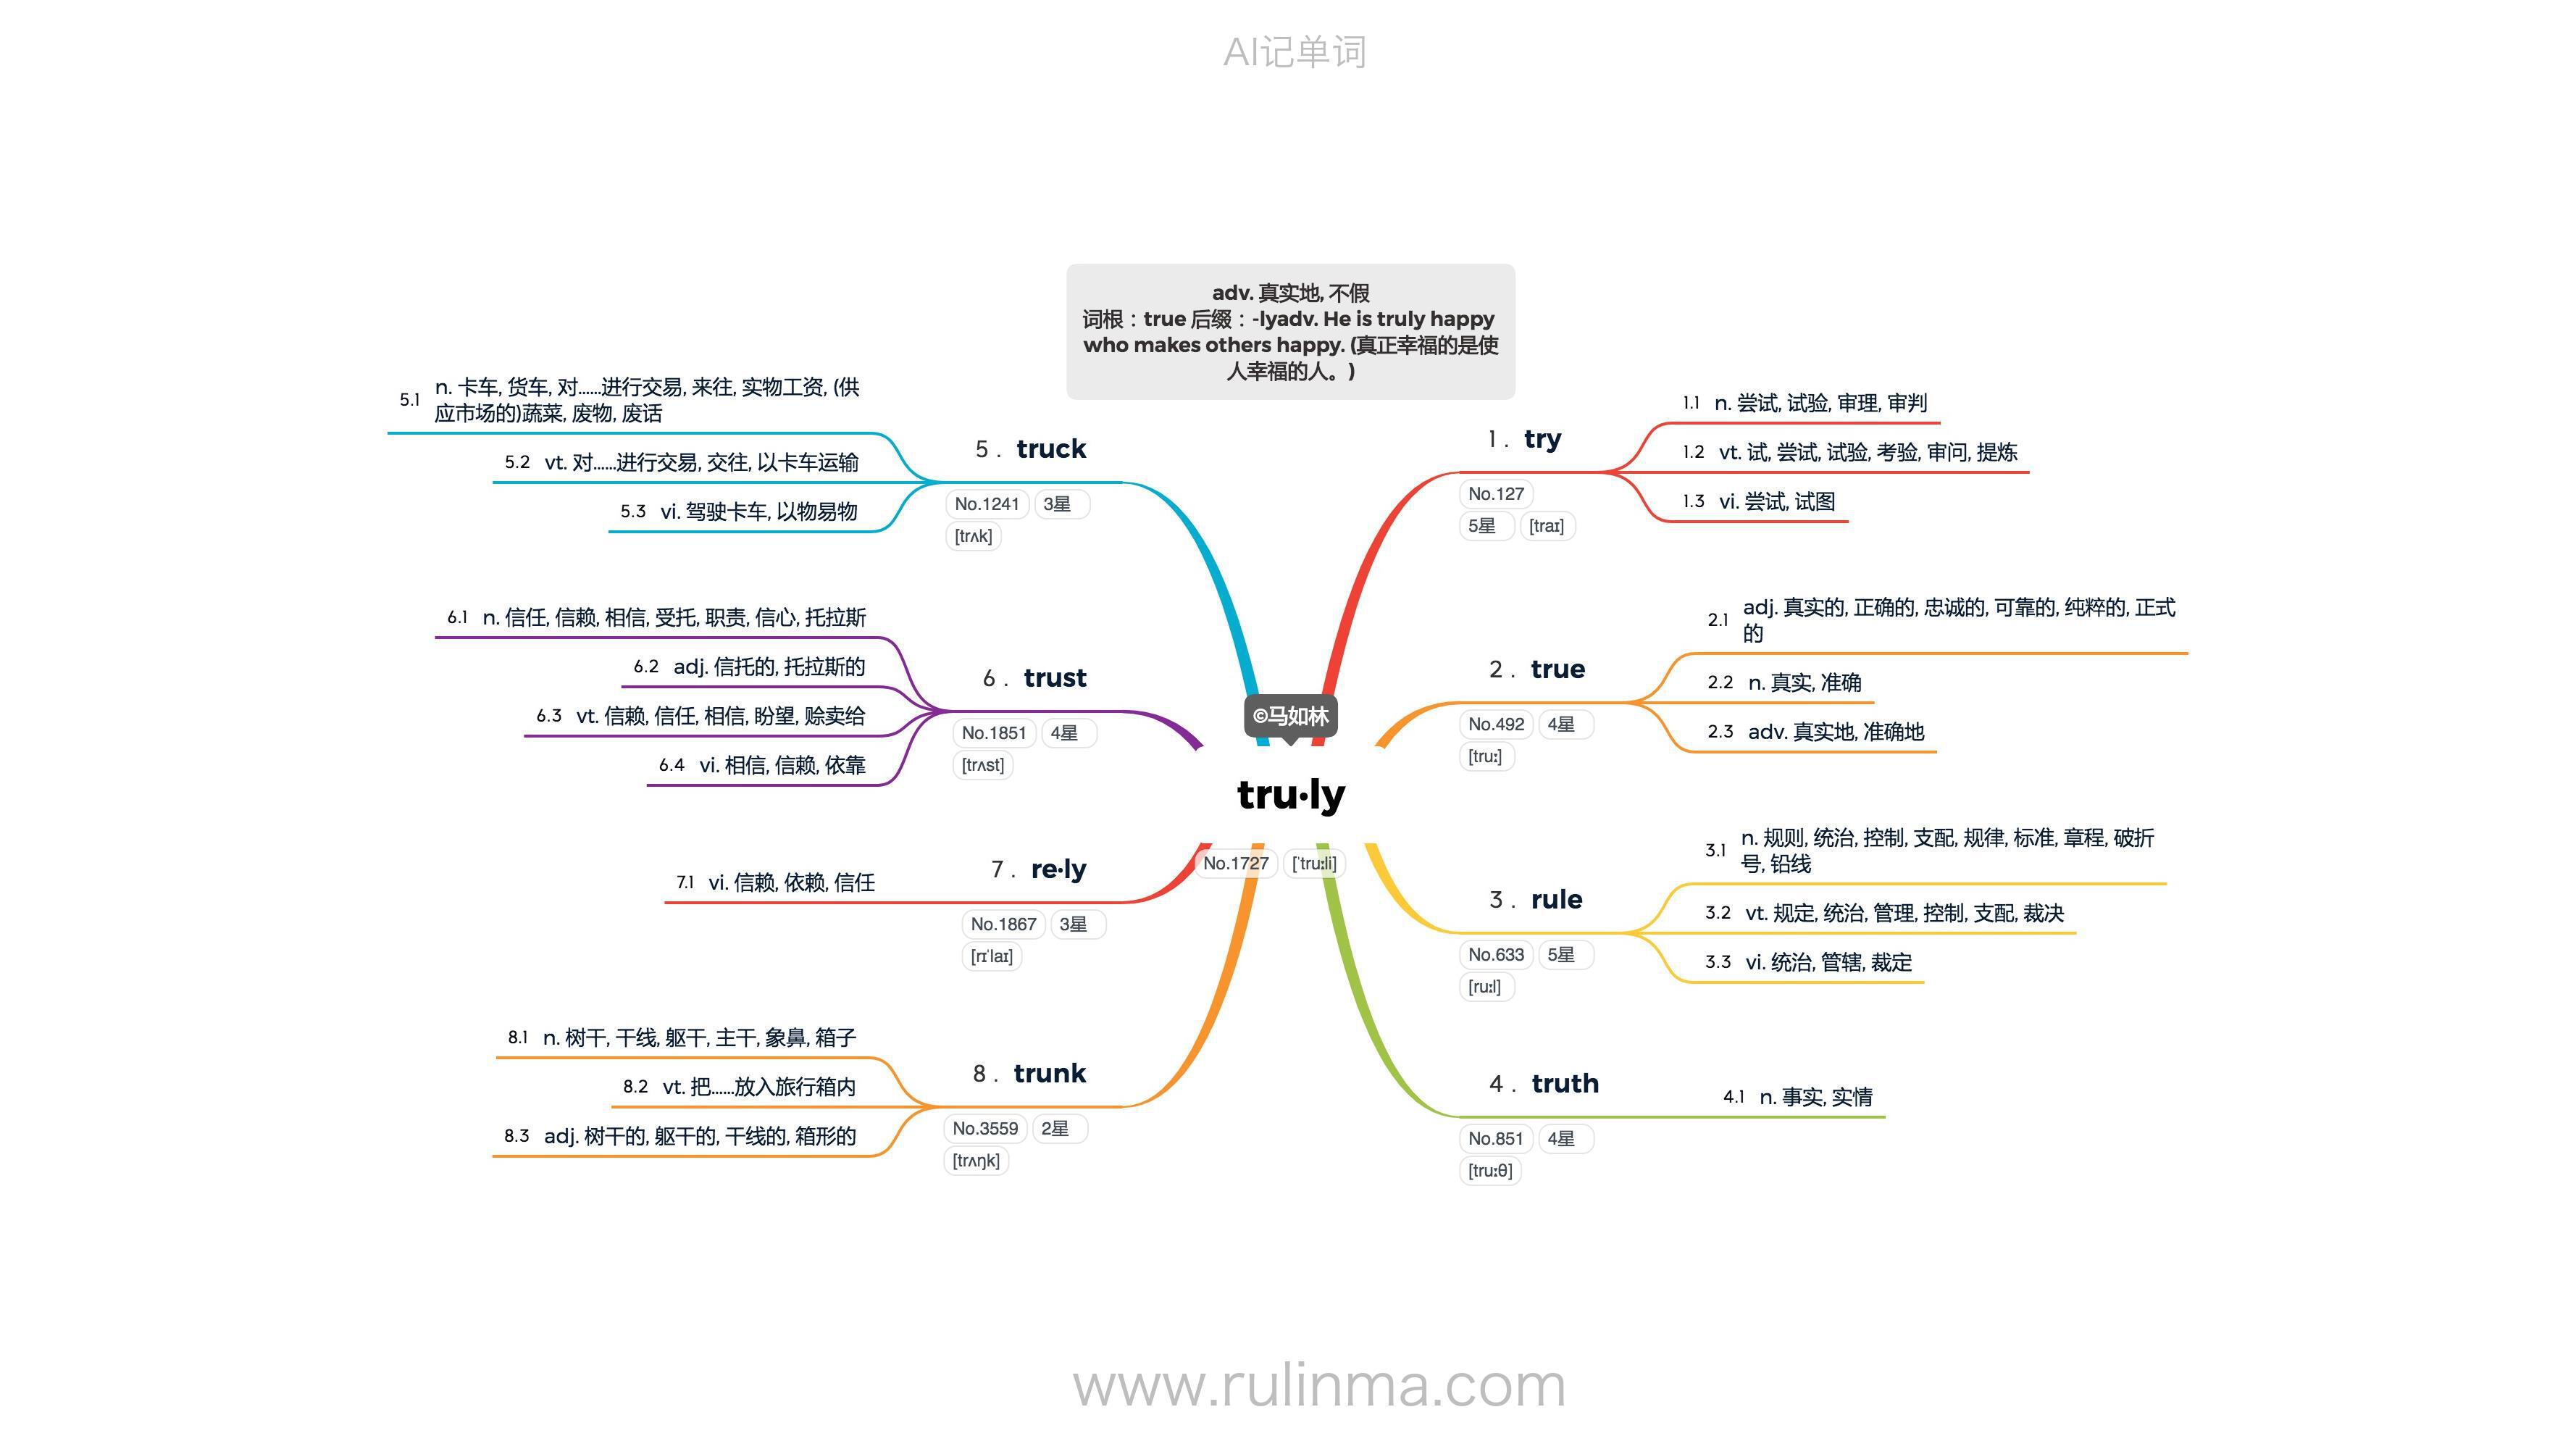 AI记单词
adv. 真实地, 不假
词根：true 后缀：-lyadv. He is truly happy
who makes others happy. (真正幸福的是使
人幸福的人。)
©马如林
tru·ly
No.1727 [ˈtruːli]
1. try
No.127
5星 [traɪ]
1.1 n. 尝试, 试验, 审理, 审判
1.2 vt. 试, 尝试, 试验, 考验, 审问, 提炼
1.3 vi. 尝试, 试图
2. true
No.492 4星
[truː]
2.1 adj. 真实的, 正确的, 忠诚的, 可靠的, 纯粹的, 正式
的
2.2 n. 真实, 准确
2.3 adv. 真实地, 准确地
3. rule
No.633 5星
[ruːl]
3.1 n. 规则, 统治, 控制, 支配, 规律, 标准, 章程, 破折
号, 铅线
3.2 vt. 规定, 统治, 管理, 控制, 支配, 裁决
3.3 vi. 统治, 管辖, 裁定
4. truth
No.851 4星
[truːθ]
4.1 n. 事实, 实情
5. truck
No.1241 3星
[trʌk]
5.1 n. 卡车, 货车, 对……进行交易, 来往, 实物工资, (供
应市场的)蔬菜, 废物, 废话
5.2 vt. 对……进行交易, 交往, 以卡车运输
5.3 vi. 驾驶卡车, 以物易物
6. trust
No.1851 4星
[trʌst]
6.1 n. 信任, 信赖, 相信, 受托, 职责, 信心, 托拉斯
6.2 adj. 信托的, 托拉斯的
6.3 vt. 信赖, 信任, 相信, 盼望, 赊卖给
6.4 vi. 相信, 信赖, 依靠
7. re·ly
No.1867 3星
[rɪˈlaɪ]
7.1 vi. 信赖, 依赖, 信任
8. trunk
No.3559 2星
[trʌŋk]
8.1 n. 树干, 干线, 躯干, 主干, 象鼻, 箱子
8.2 vt. 把……放入旅行箱内
8.3 adj. 树干的, 躯干的, 干线的, 箱形的
www.rulinma.com